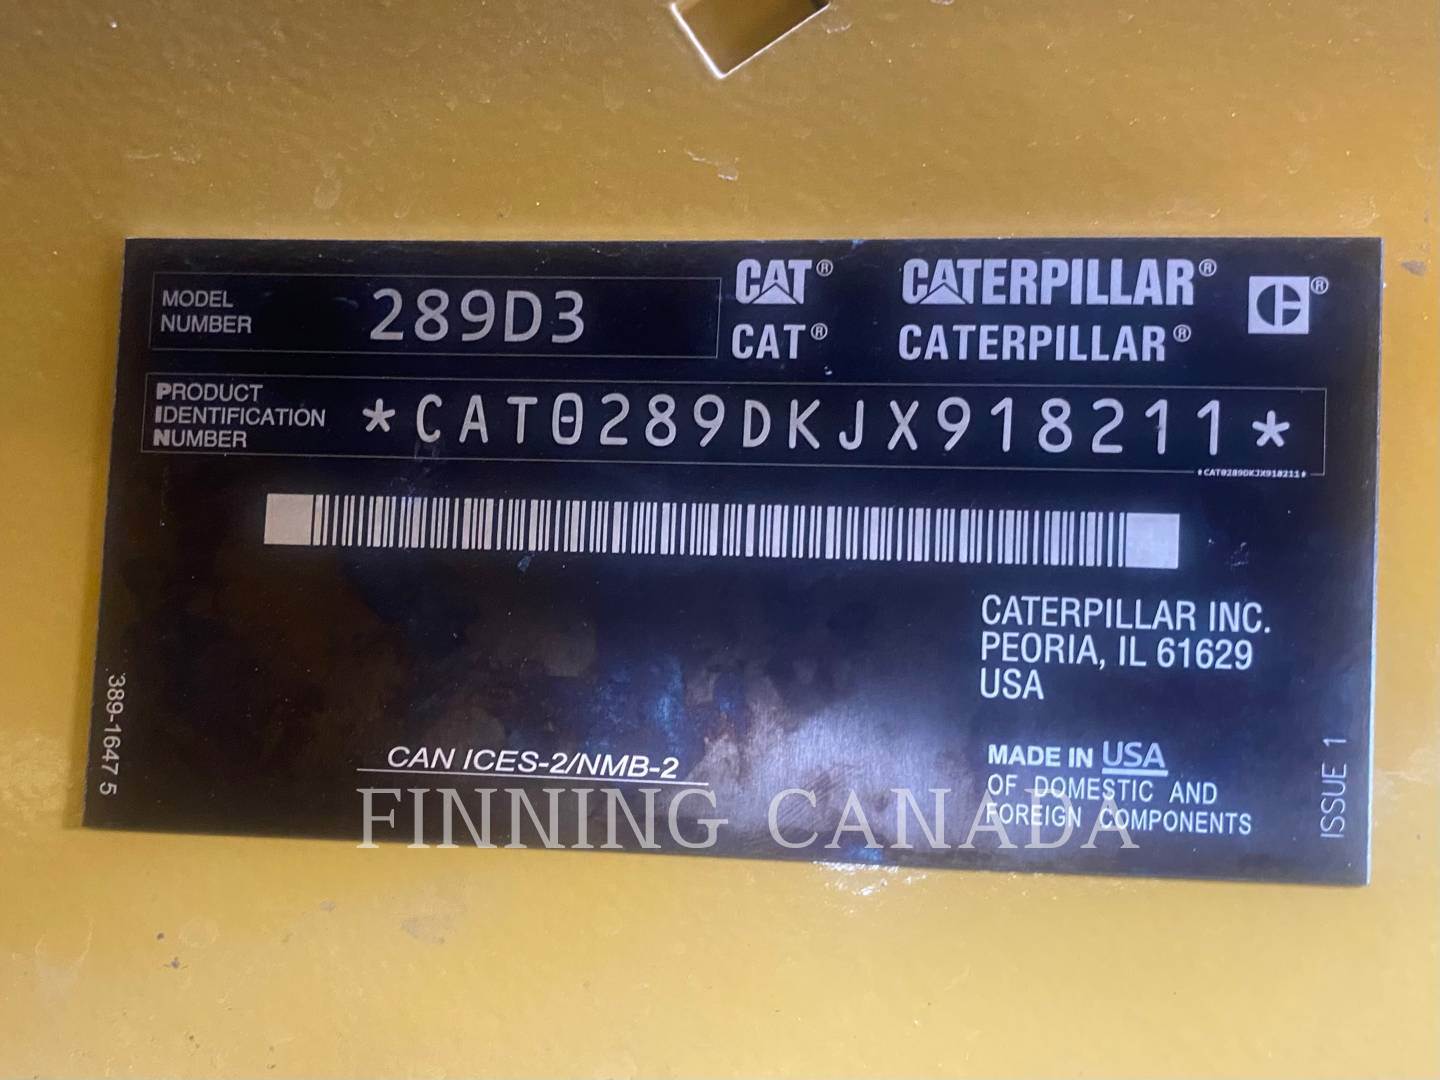 MODEL NUMBER 289D3
CAT® CATERPILLAR®
CAT® CATERPILLAR®
PRODUCT IDENTIFICATION NUMBER *CAT0289DKJX918211*
*CAT0289DKJX918211*
CATERPILLAR INC.
PEORIA, IL 61629
USA
CAN ICES-2/NMB-2
MADE IN USA
OF DOMESTIC AND
FOREIGN COMPONENTS
389-1647 5
ISSUE 1
FINNING CANADA